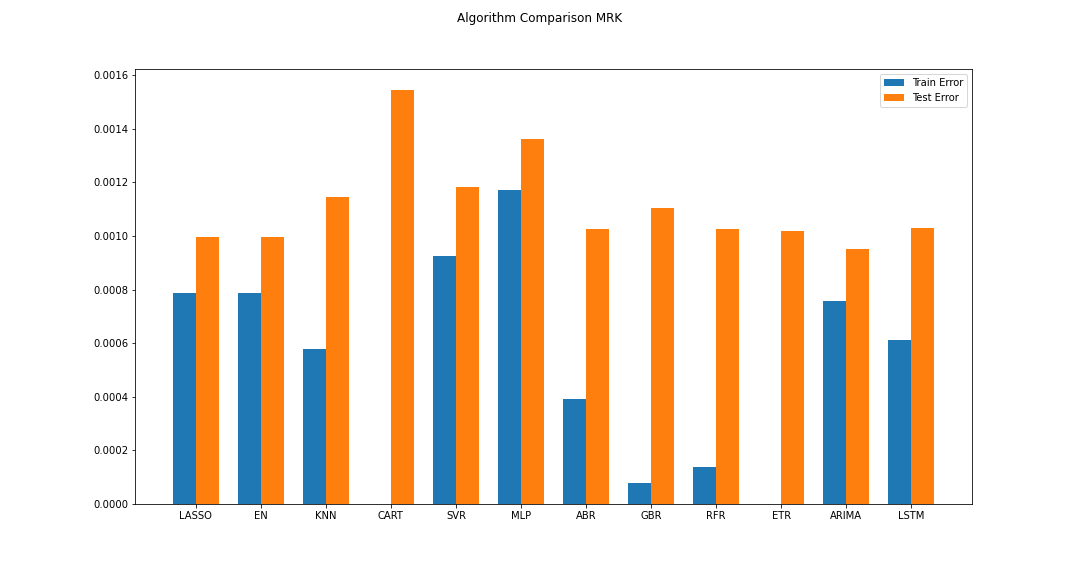 Algorithm Comparison MRK
0.0016
0.0014
0.0012
0.0010
0.0008
0.0006
0.0004
0.0002
0.0000
Train Error
Test Error
LASSO EN KNN CART SVR MLP ABR GBR RFR ETR ARIMA LSTM